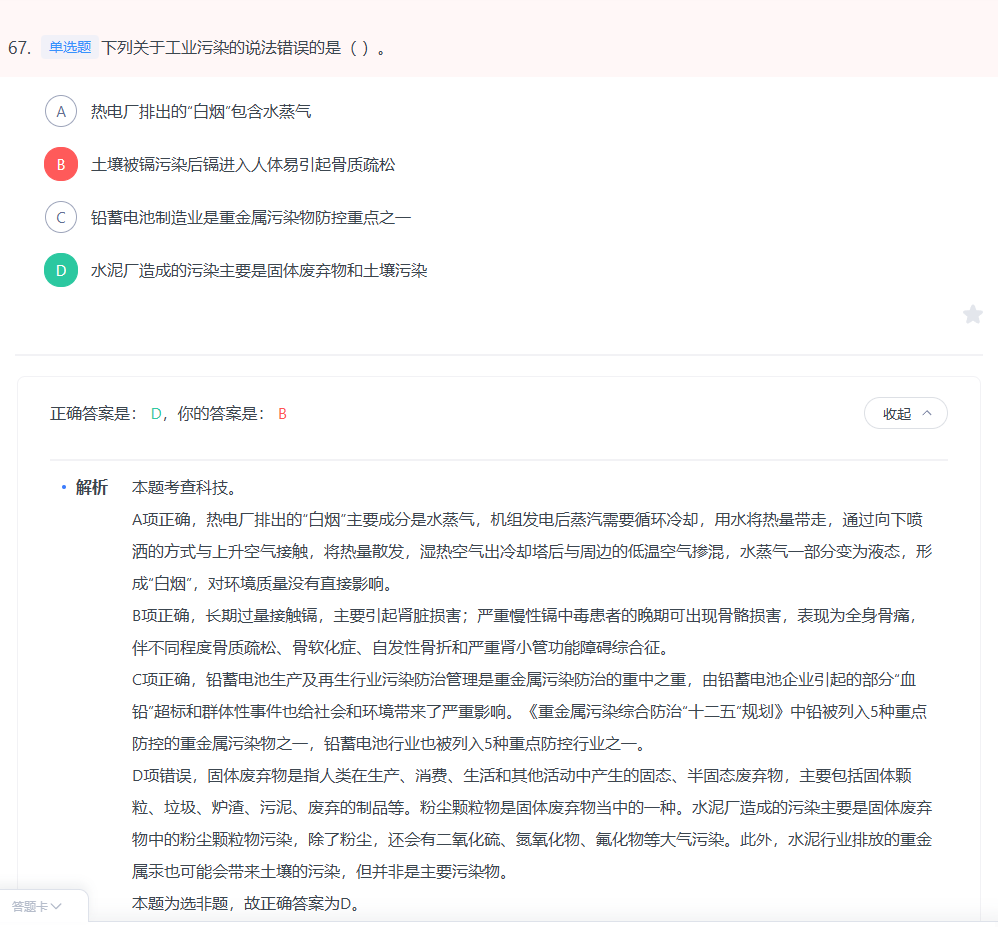 67. 单选题 下列关于工业污染的说法错误的是（ ）。
A 热电厂排出的“白烟”包含水蒸气
B 土壤被镉污染后镉进入人体易引起骨质疏松
C 铅蓄电池制造业是重金属污染物防控重点之一
D 水泥厂造成的污染主要是固体废弃物和土壤污染
正确答案是： D， 你的答案是： B
收起
• 解析 本题考查科技。
A项正确，热电厂排出的“白烟”主要成分是水蒸气，机组发电后蒸汽需要循环冷却，用水将热量带走，通过向下喷
洒的方式与上升空气接触，将热量散发，湿热空气出冷却塔后与周边的低温空气掺混，水蒸气一部分变为液态，形
成“白烟”，对环境质量没有直接影响。
B项正确，长期过量接触镉，主要引起肾脏损害；严重慢性镉中毒患者的晚期可出现骨骼损害，表现为全身骨痛，
伴不同程度骨质疏松、骨软化症、自发性骨折和严重肾小管功能障碍综合征。
C项正确，铅蓄电池生产及再生行业污染防治管理是重金属污染防治的重中之重，由铅蓄电池企业引起的部分“血
铅”超标和群体性事件也给社会和环境带来了严重影响。《重金属污染综合防治“十二五”规划》中铅被列入5种重点
防控的重金属污染物之一，铅蓄电池行业也被列入5种重点防控行业之一。
D项错误，固体废弃物是指人类在生产、消费、生活和其他活动中产生的固态、半固态废弃物，主要包括固体颗
粒、垃圾、炉渣、污泥、废弃的制品等。粉尘颗粒物是固体废弃物当中的一种。水泥厂造成的污染主要是固体废弃
物中的粉尘颗粒物污染，除了粉尘，还会有二氧化硫、氮氧化物、氟化物等大气污染。此外，水泥行业排放的重金
属汞也可能会带来土壤的污染，但并非是主要污染物。
本题为选非题，故正确答案为D。
答题卡